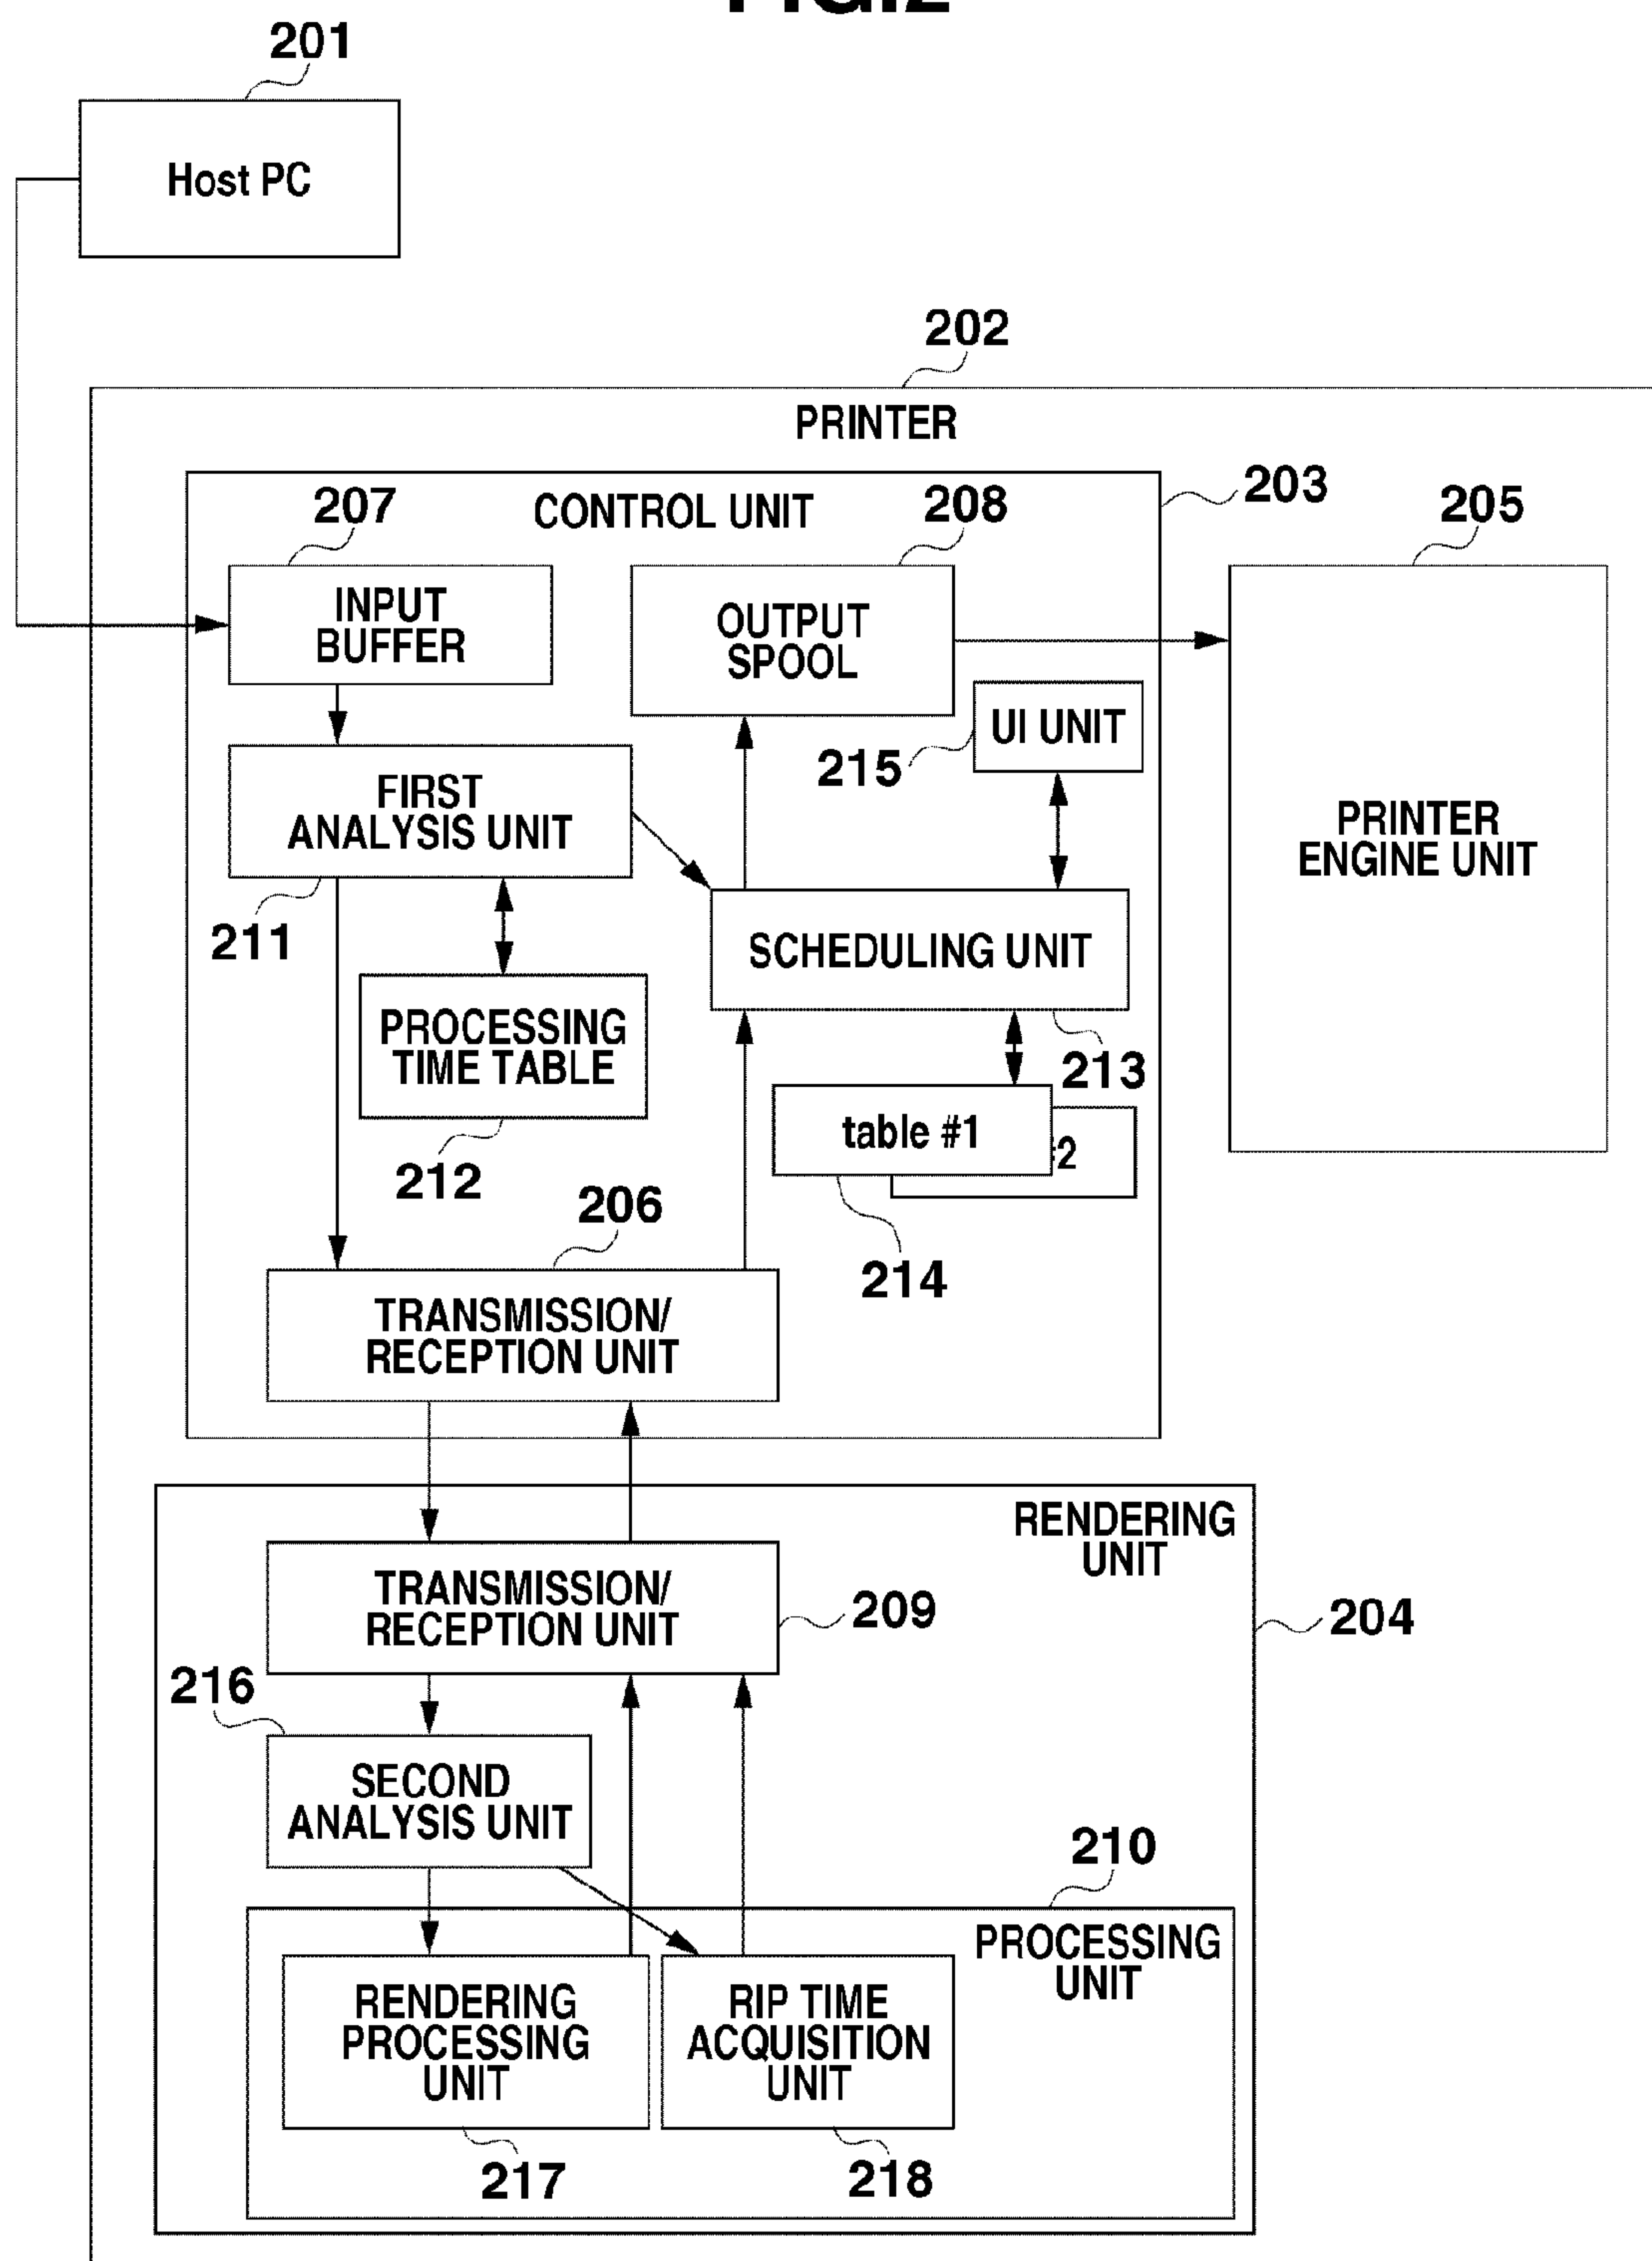 201
Host PC
202
PRINTER
203
CONTROL UNIT
207
208
205
INPUT
BUFFER
OUTPUT
SPOOL
UI UNIT
215
FIRST
ANALYSIS UNIT
211
PRINTER
ENGINE UNIT
SCHEDULING UNIT
213
PROCESSING
TIME TABLE
212
table #1
2
214
206
TRANSMISSION/
RECEPTION UNIT
RENDERING
UNIT
204
TRANSMISSION/
RECEPTION UNIT
209
216
SECOND
ANALYSIS UNIT
210
PROCESSING
UNIT
RENDERING
PROCESSING
UNIT
217
RIP TIME
ACQUISITION
UNIT
218